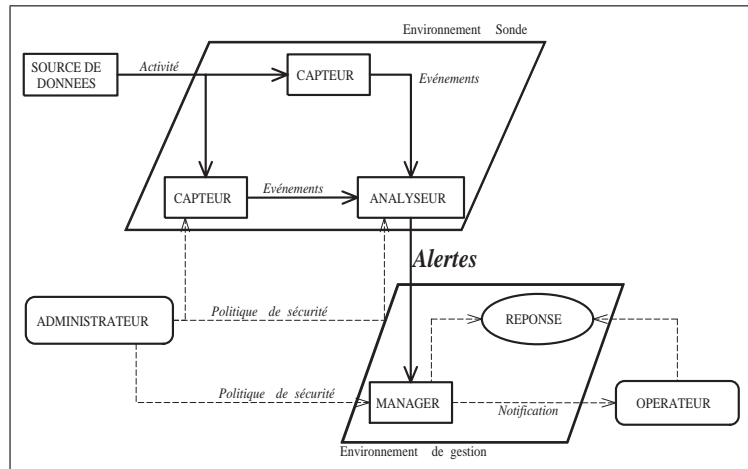 Environnement Sonde
SOURCE DE
DONNEES
Activité
CAPTEUR
Evénements
CAPTEUR
Evénements
ANALYSEUR
Alertes
ADMINISTRATEUR
Politique de sécurité
REPONSE
Politique de sécurité
MANAGER
Notification
OPERATEUR
Environnement de gestion